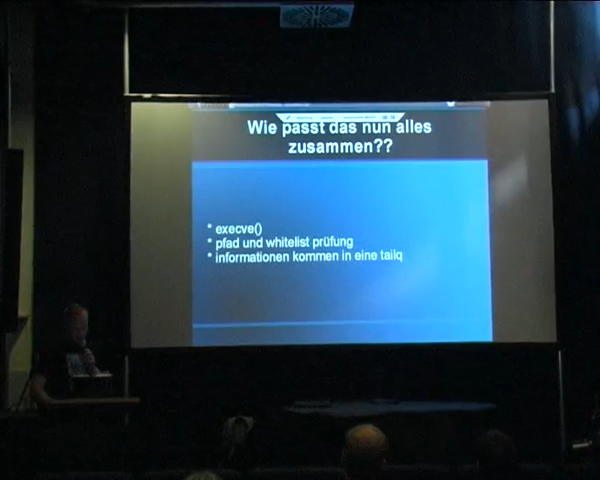 Wie passt das nun alles
zusammen??
* execve()
* pfad und whitelist prüfung
* informationen kommen in eine tailq